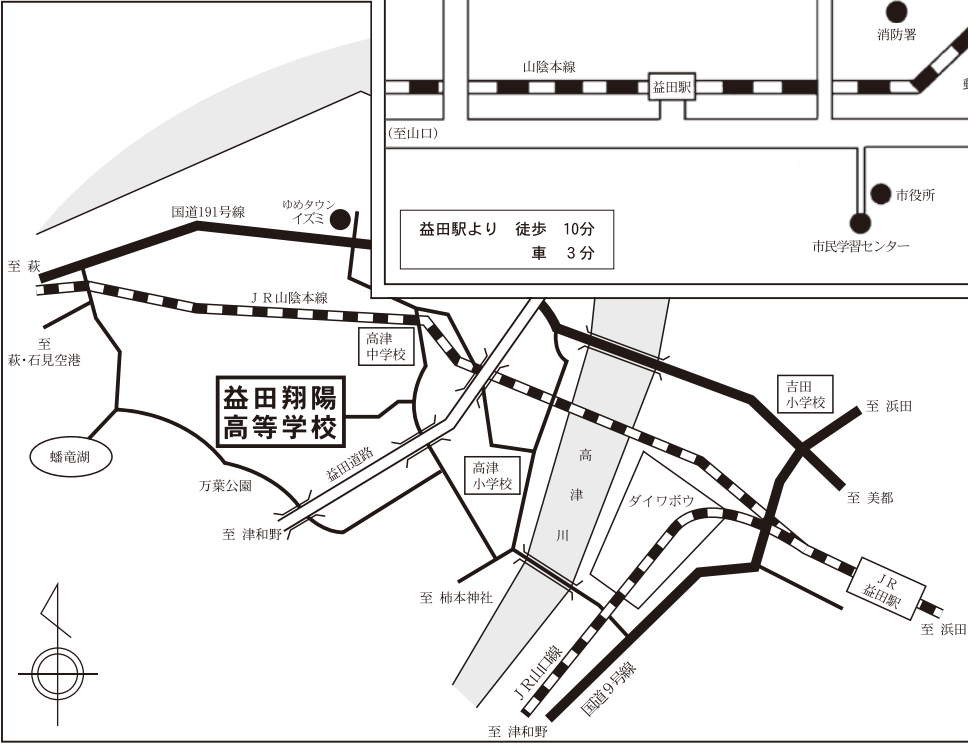 消防署
山陰本線
益田駅
(至山口)
市役所
市民学習センター
益田駅より 徒歩 10分
車 3分
国道191号線
ゆめタウン
イズミ
至 萩
JR山陰本線
至
萩・石見空港
高津
中学校
益田翔陽
高等学校
吉田
小学校
至 浜田
蟠竜湖
万葉公園
益田道路
高津
小学校
高
津
川
ダイワボウ
至 美都
至 津和野
至 柿本神社
JR
益田駅
至 浜田
JR山口線
国道9号線
至 津和野